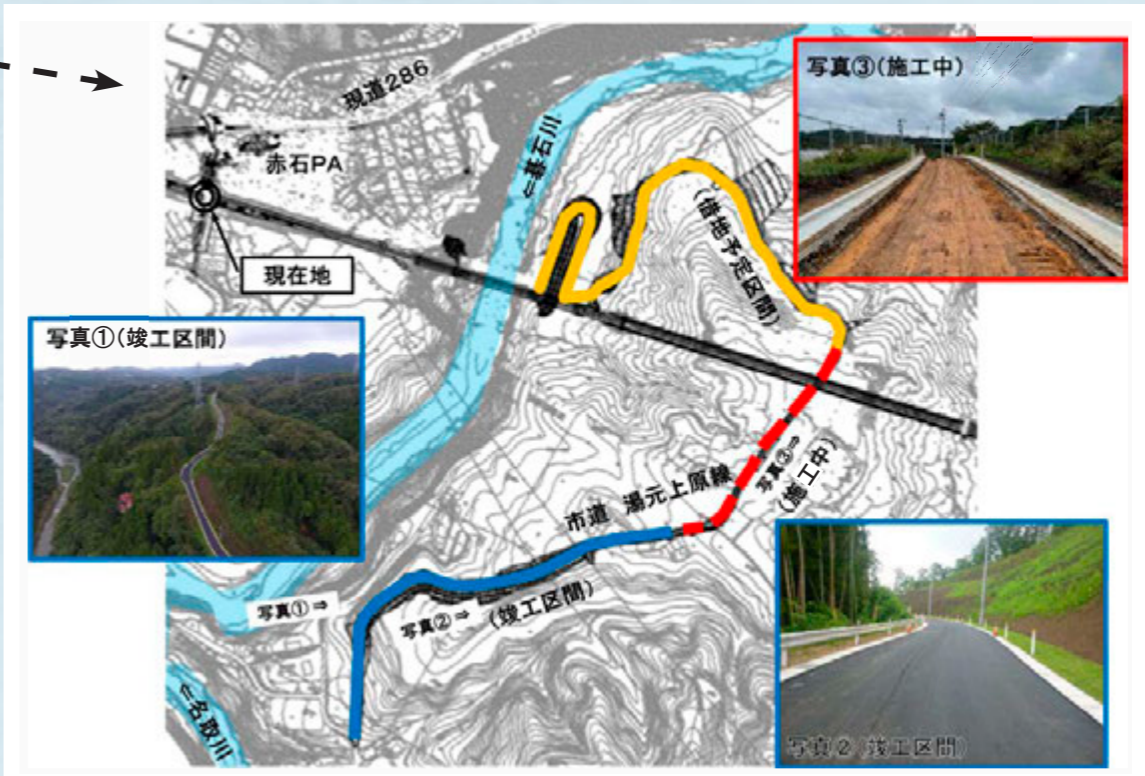 現道286
赤石PA
⇐碁石川
現在地
(借地予定区間)
写真③(施工中)
写真①(竣工区間)
市道 湯元上原線
写真③⇒
(施工中)
写真①⇒
写真②⇒
(竣工区間)
⇐名取川
写真②(竣工区間)